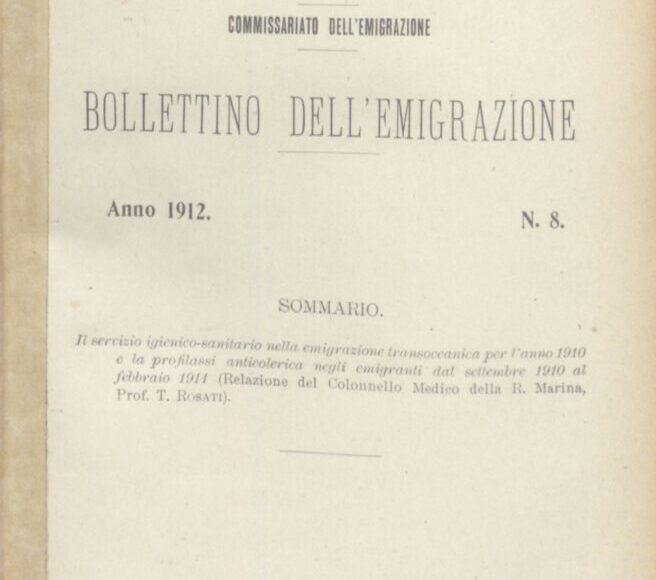 COMMISSARIATO DELL'EMIGRAZIONE
BOLLETTINO DELL'EMIGRAZIONE
Anno 1912.
N. 8.
SOMMARIO.
Il servizio igienico-sanitario nella emigrazione transoceanica per l'anno 1910
e la profilassi anticolerica negli emigranti dal settembre 1910 al
febbraio 1911 (Relazione del Colonnello Medico della R. Marina,
Prof. T. ROSATI).